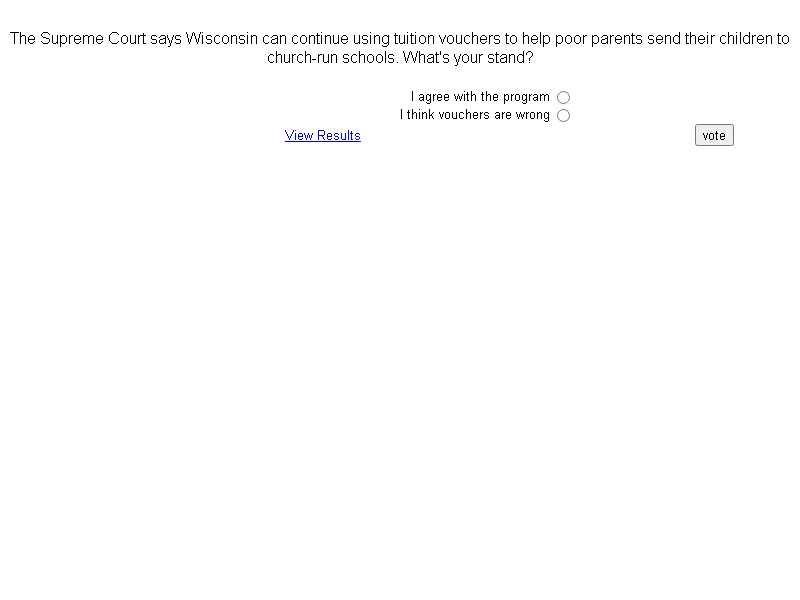 The Supreme Court says Wisconsin can continue using tuition vouchers to help poor parents send their children to
church-run schools. What's your stand?
I agree with the program
I think vouchers are wrong
View Results
vote